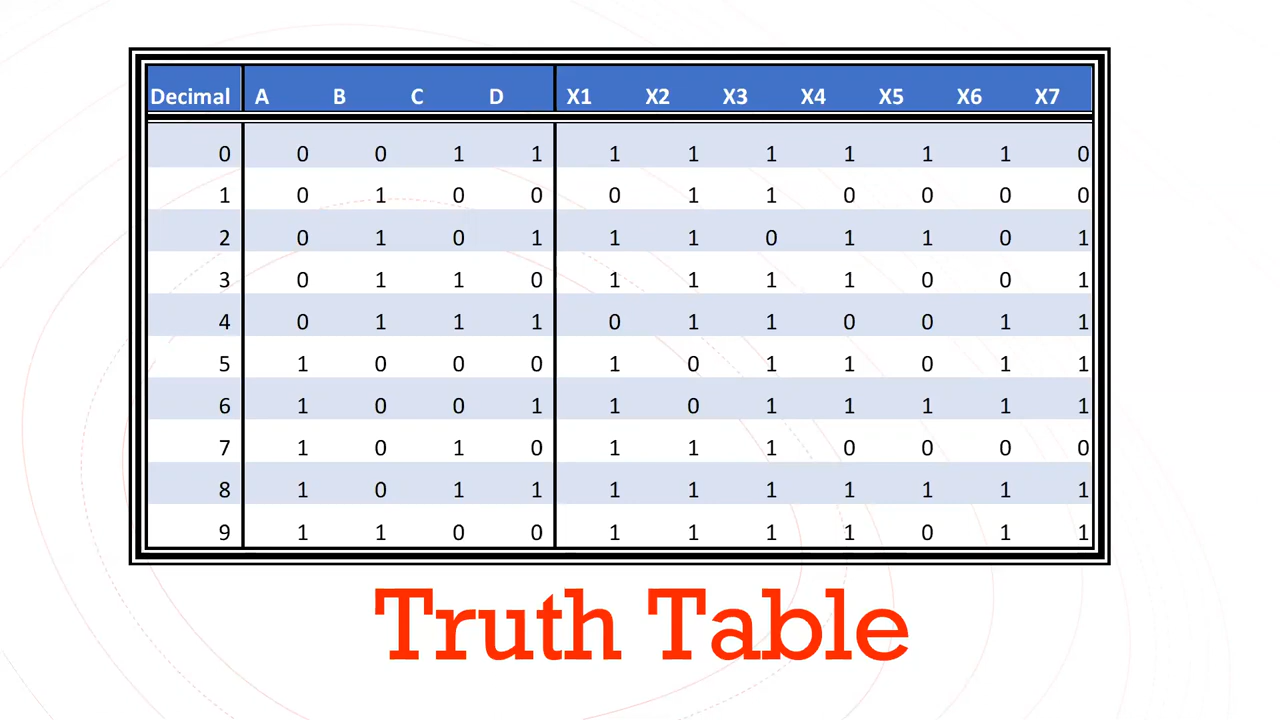 Decimal A B C D X1 X2 X3 X4 X5 X6 X7
0 0 0 1 1 1 1 1 1 1 1 0
1 0 1 0 0 0 1 1 0 0 0 0
2 0 1 0 1 1 1 0 1 1 0 1
3 0 1 1 0 1 1 1 1 0 0 1
4 0 1 1 1 0 1 1 0 0 1 1
5 1 0 0 0 1 0 1 1 0 1 1
6 1 0 0 1 1 0 1 1 1 1 1
7 1 0 1 0 1 1 1 0 0 0 0
8 1 0 1 1 1 1 1 1 1 1 1
9 1 1 0 0 1 1 1 1 0 1 1
Truth Table